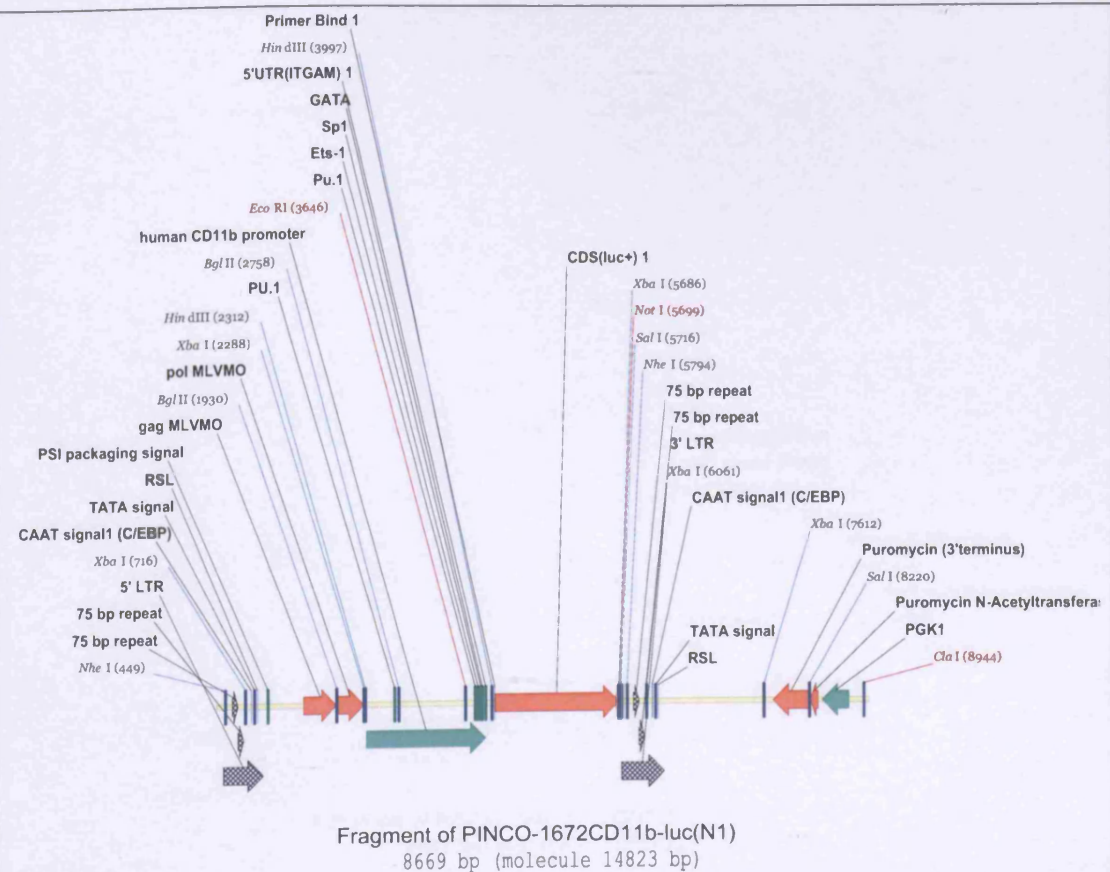 Primer Bind 1
Hin dIII (3997)
5'UTR(ITGAM) 1
GATA
Sp1
Ets-1
Pu.1
Eco RI (3646)
human CD11b promoter
Bgl II (2758)
PU.1
Hin dIII (2312)
Xba I (2288)
pol MLVMO
Bgl II (1930)
gag MLVMO
PSI packaging signal
RSL
TATA signal
CAAT signal1 (C/EBP)
Xba I (716)
5' LTR
75 bp repeat
75 bp repeat
Nhe I (449)
CDS(luc+) 1
Xba I (5686)
Not I (5699)
Sal I (5716)
Nhe I (5794)
75 bp repeat
75 bp repeat
3' LTR
Xba I (6061)
CAAT signal1 (C/EBP)
TATA signal
RSL
Xba I (7612)
Puromycin (3'terminus)
Sal I (8220)
Puromycin N-Acetyltransferas
PGK1
Cla I (8944)
Fragment of PINCO-1672CD11b-luc(N1)
8669 bp (molecule 14823 bp)